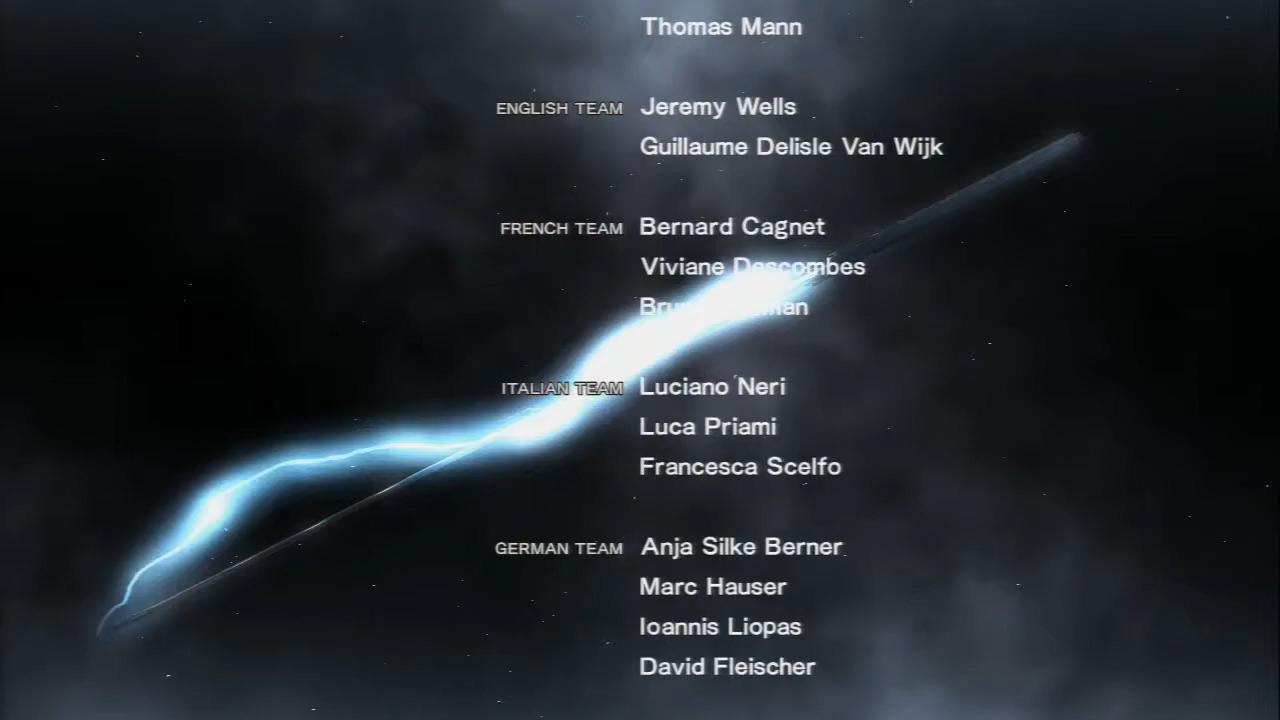 Thomas Mann
ENGLISH TEAM Jeremy Wells
Guillaume Delisle Van Wijk
FRENCH TEAM Bernard Cagnet
Viviane Descombes
ITALIAN TEAM Luciano Neri
Luca Priami
Francesca Scelfo
GERMAN TEAM Anja Silke Berner
Marc Hauser
Ioannis Liopas
David Fleischer